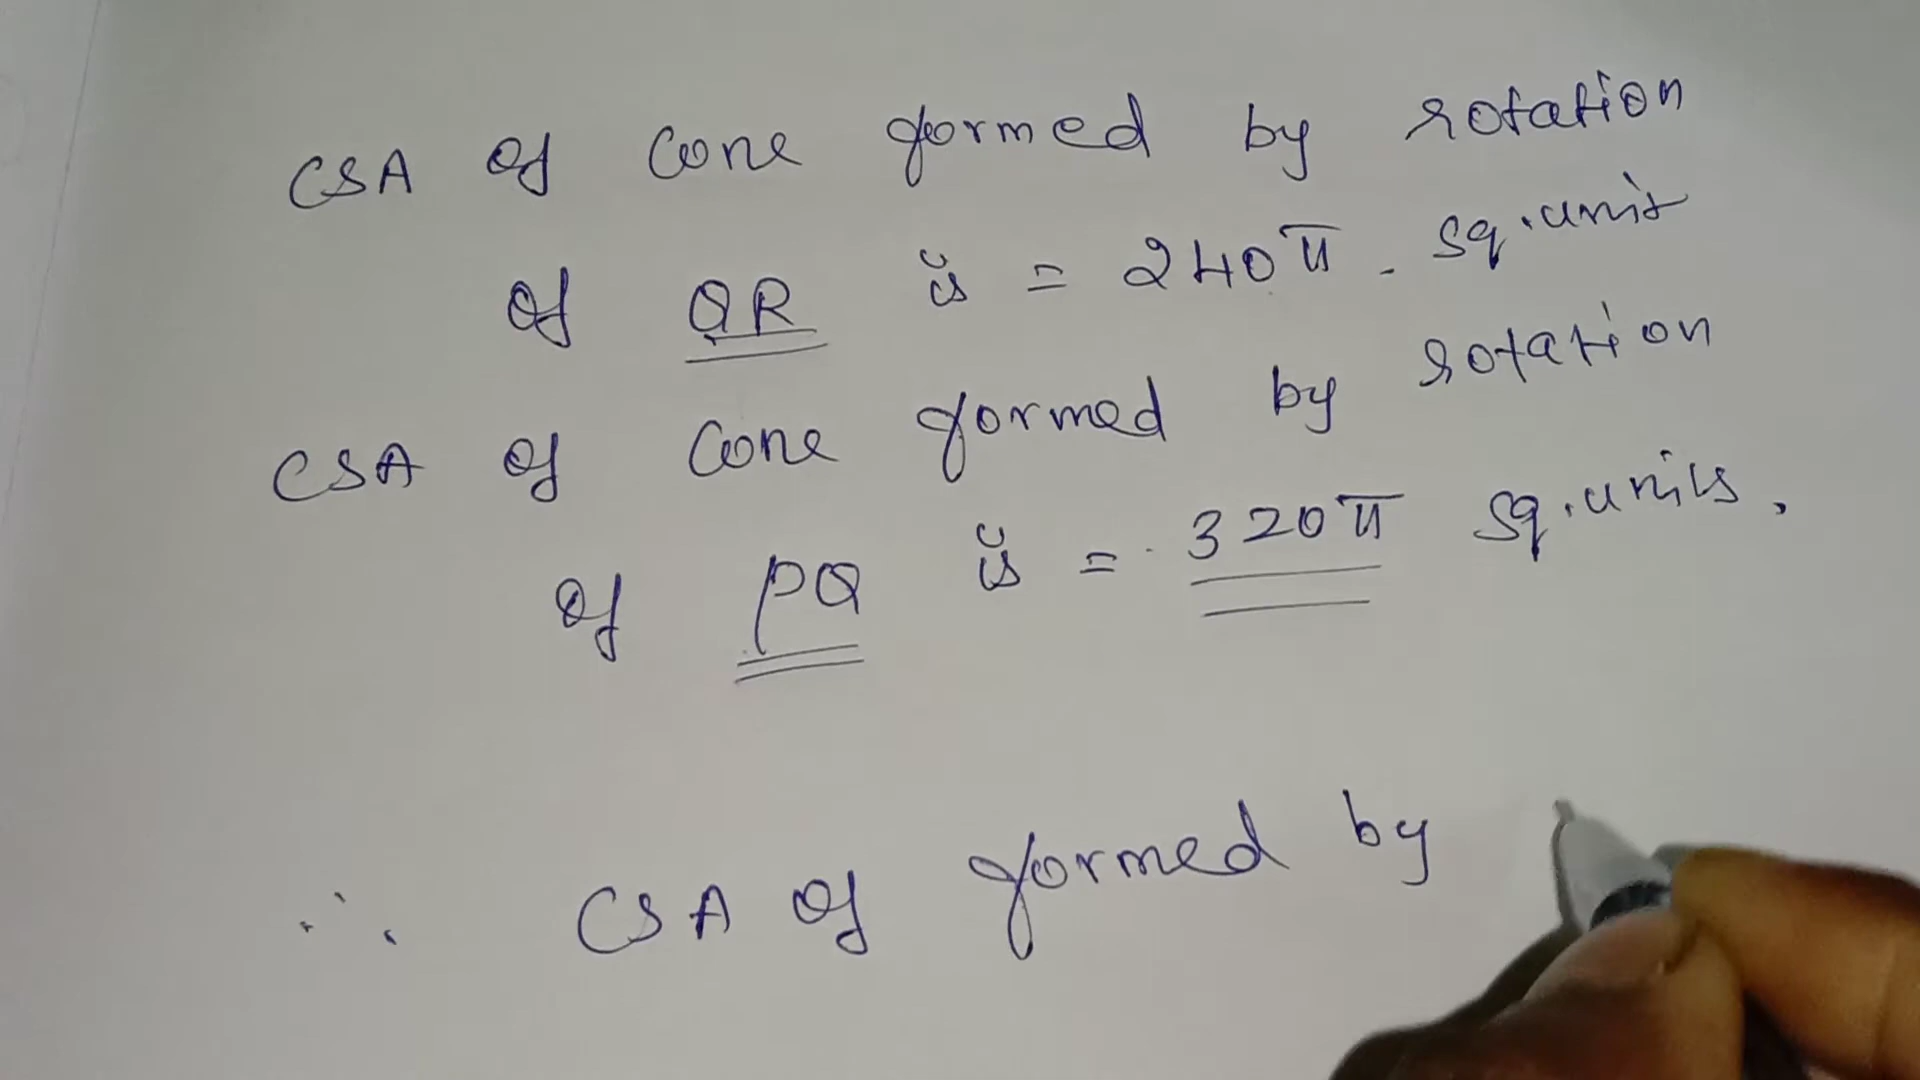 CSA of cone formed by rotation
of QR is = 240π. sq.unit
CSA of cone formed by rotation
of PQ is = 320π sq.units.
∴ CSA of formed by